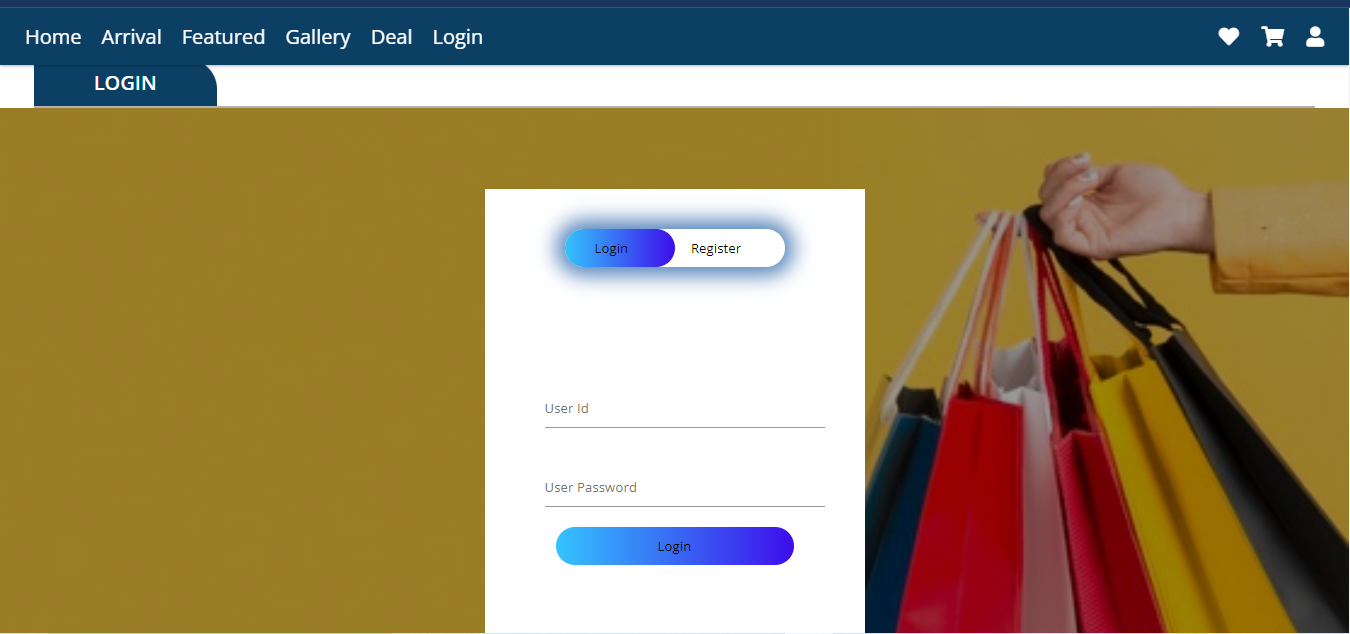 Home Arrival Featured Gallery Deal Login
LOGIN
Login Register
User Id
User Password
Login